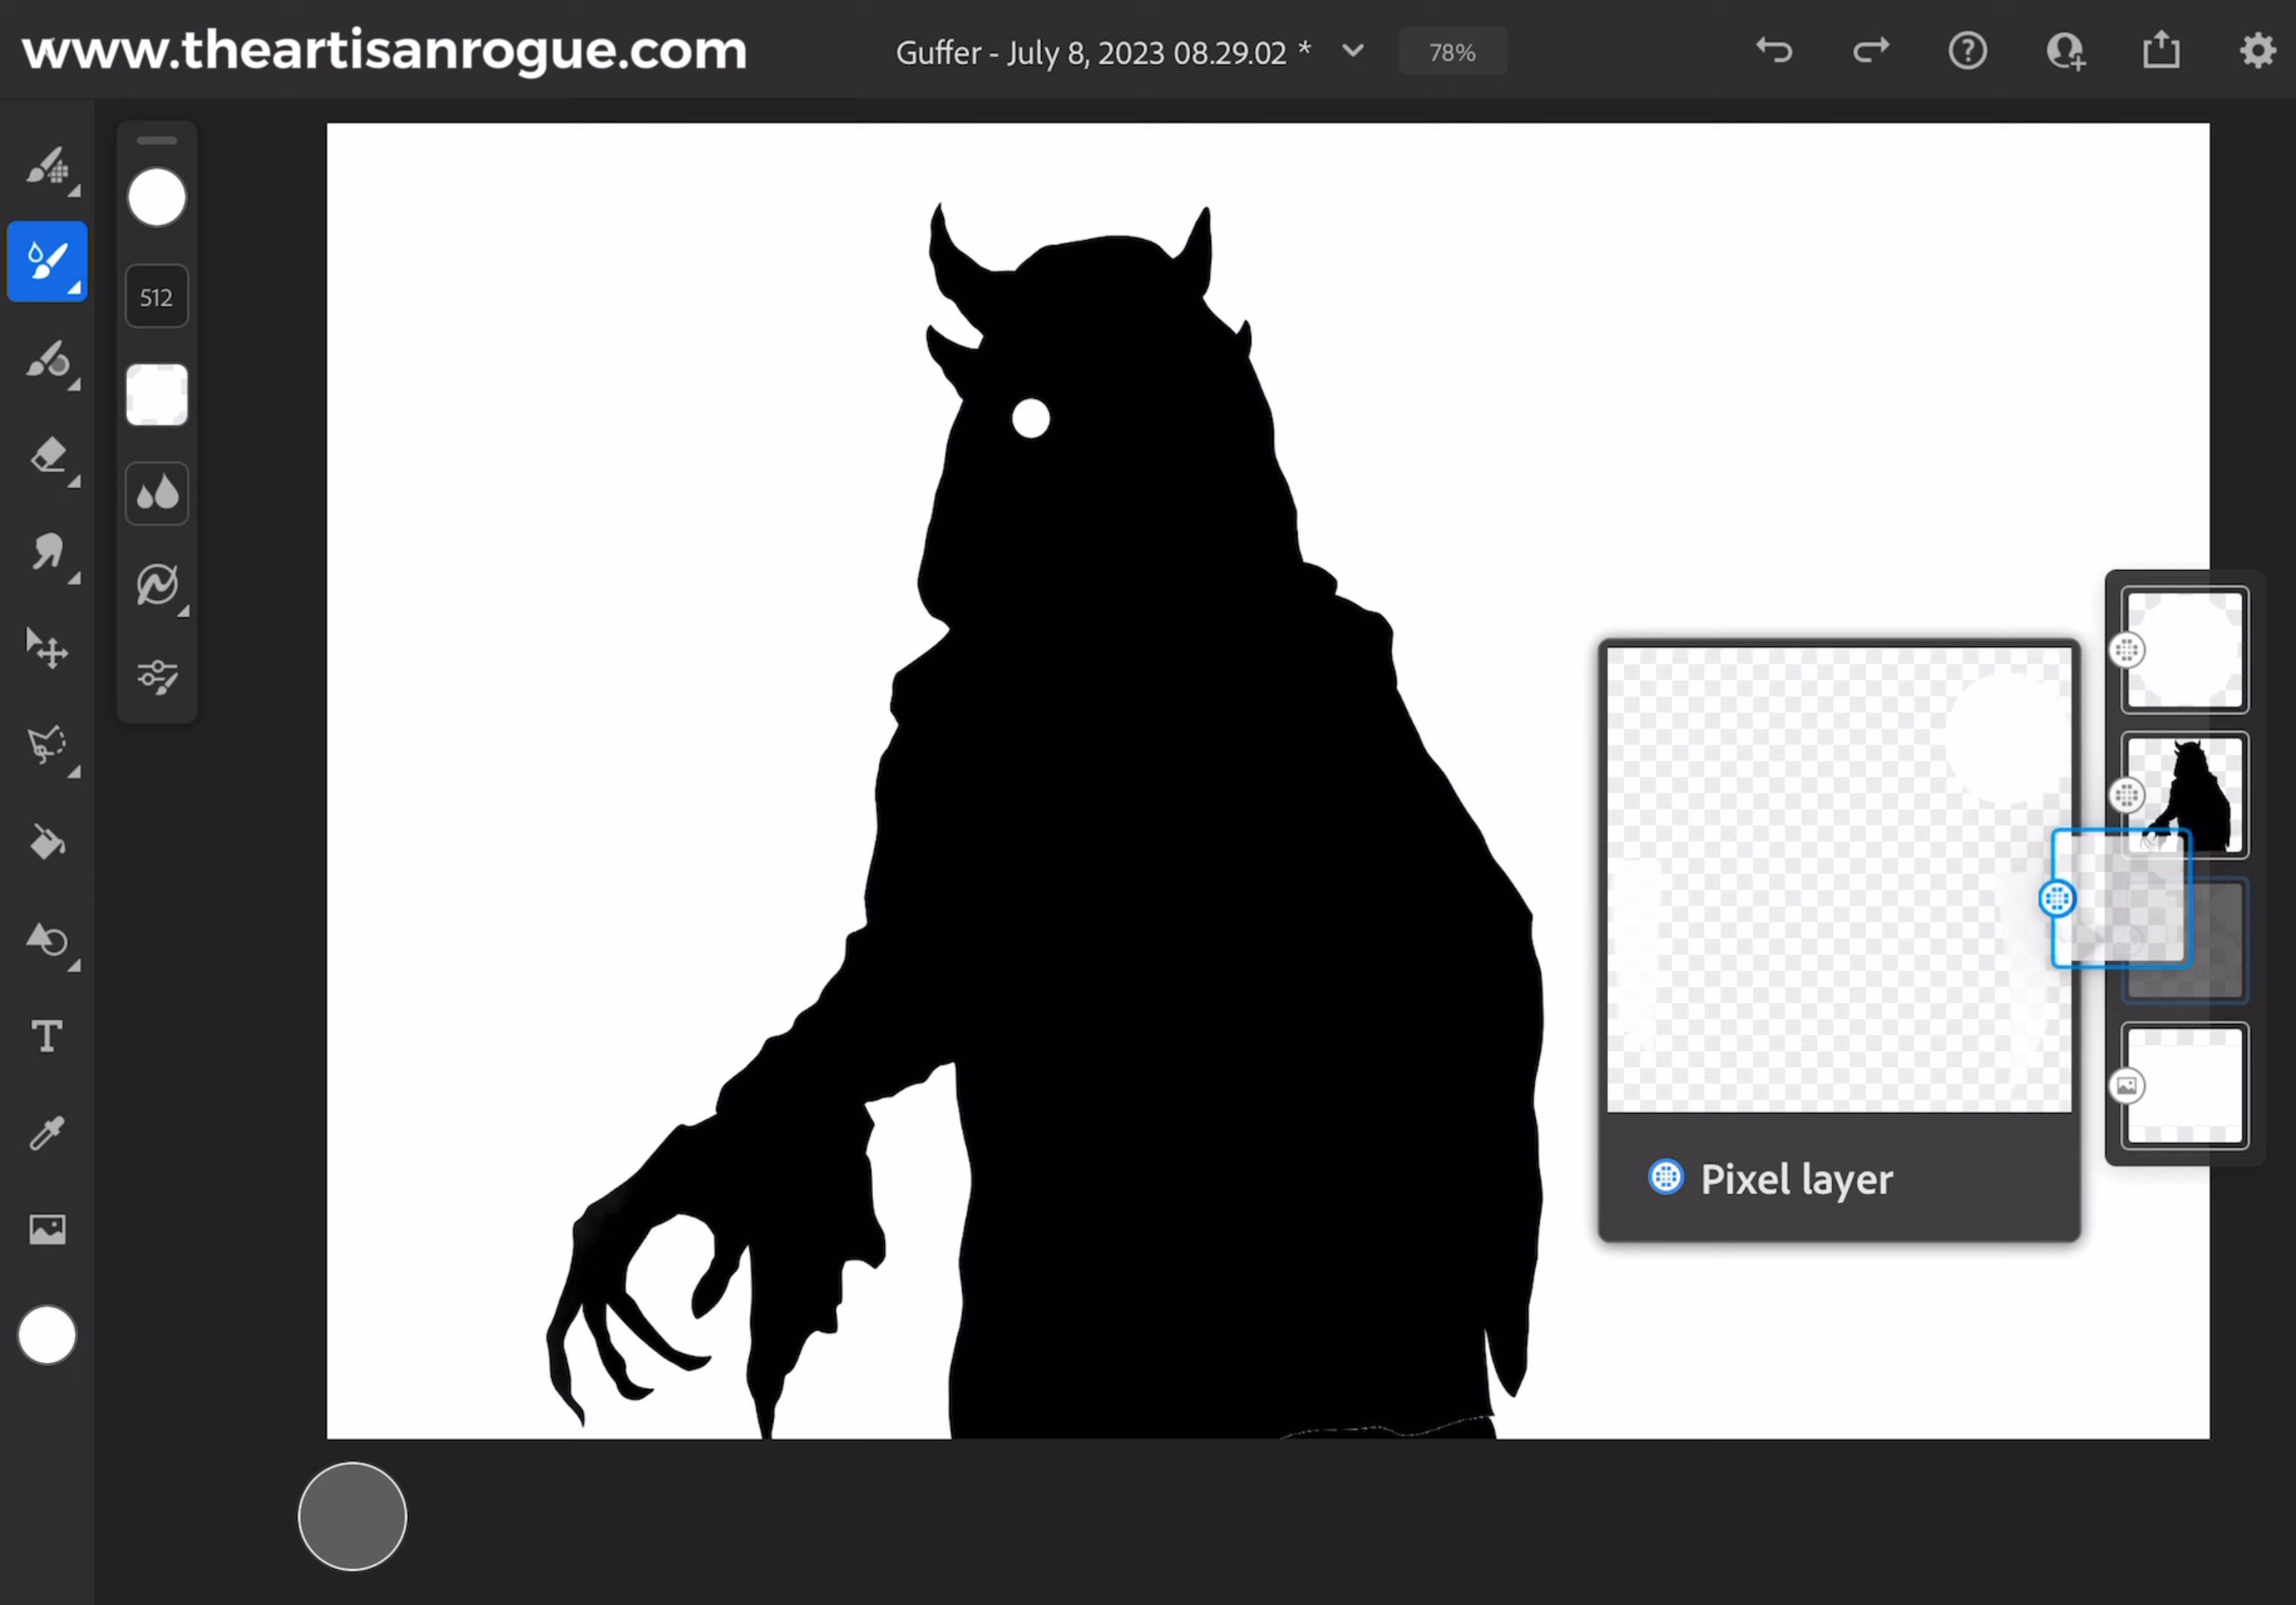 www.theartisanrogue.com
Guffer - July 8, 2023 08.29.02 *
78%
512
Pixel layer